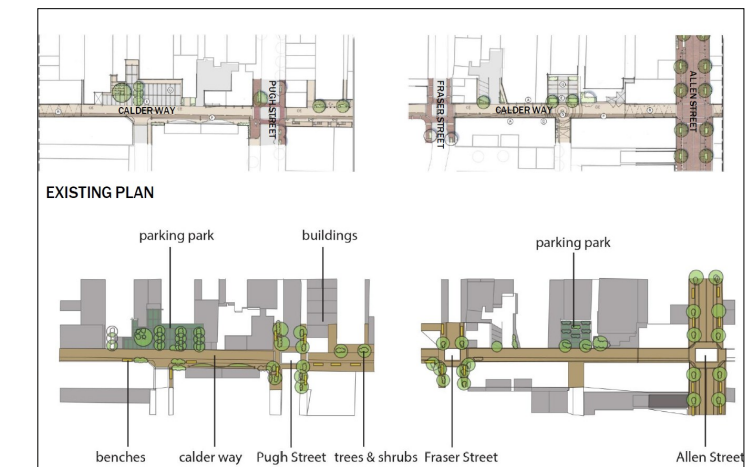 CALDER WAY
PUGH STREET
FRASER STREET
CALDER WAY
ALLEN STREET
EXISTING PLAN
parking park
buildings
parking park
benches
calder way
Pugh Street
trees & shrubs
Fraser Street
Allen Street